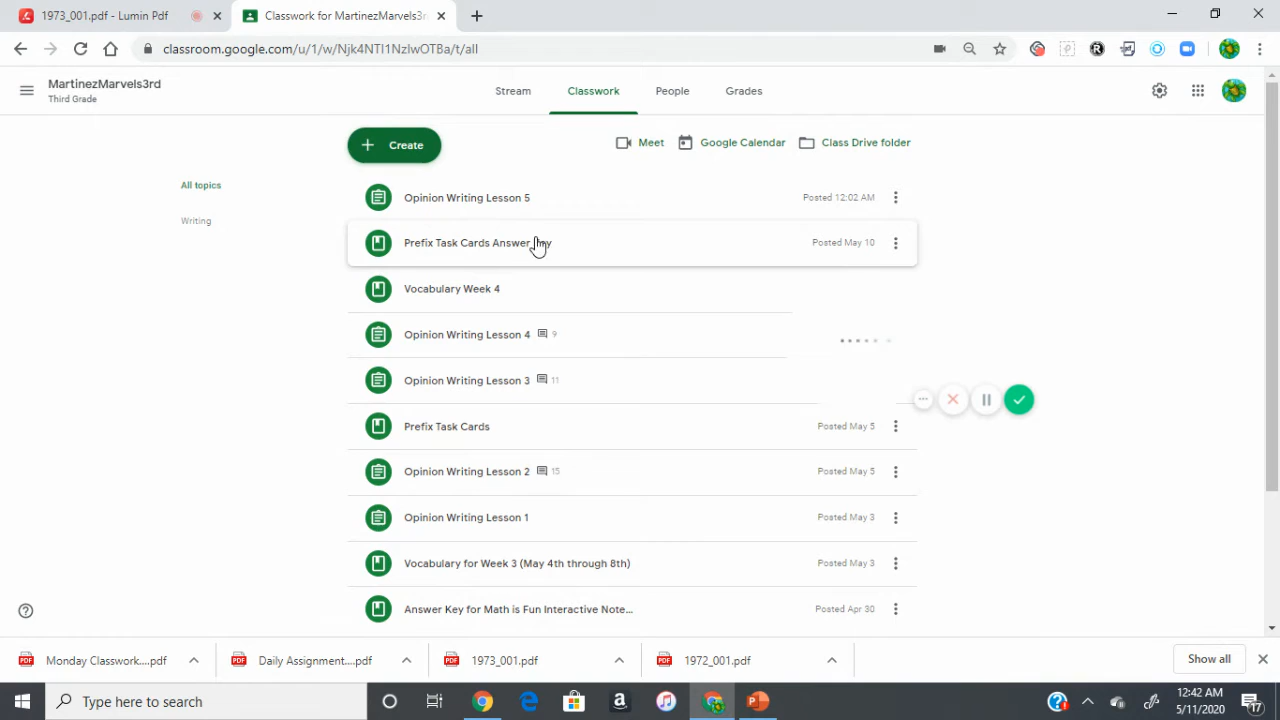 1973_001.pdf - Lumin Pdf
Classwork for MartinezMarvels3r
classroom.google.com/u/1/w/Njk4NTI1NzIwOTBa/t/all
MartinezMarvels3rd
Third Grade
Stream
Classwork
People
Grades
Create
Meet
Google Calendar
Class Drive folder
All topics
Writing
Opinion Writing Lesson 5
Posted 12:02 AM
Prefix Task Cards Answer
Posted May 10
Vocabulary Week 4
Opinion Writing Lesson 4 9
Opinion Writing Lesson 3 11
Prefix Task Cards
Posted May 5
Opinion Writing Lesson 2 15
Posted May 5
Opinion Writing Lesson 1
Posted May 3
Vocabulary for Week 3 (May 4th through 8th)
Posted May 3
Answer Key for Math is Fun Interactive Note...
Posted Apr 30
Monday Classwork....pdf
Daily Assignment....pdf
1973_001.pdf
1972_001.pdf
Show all
Type here to search
12:42 AM
5/11/2020
17